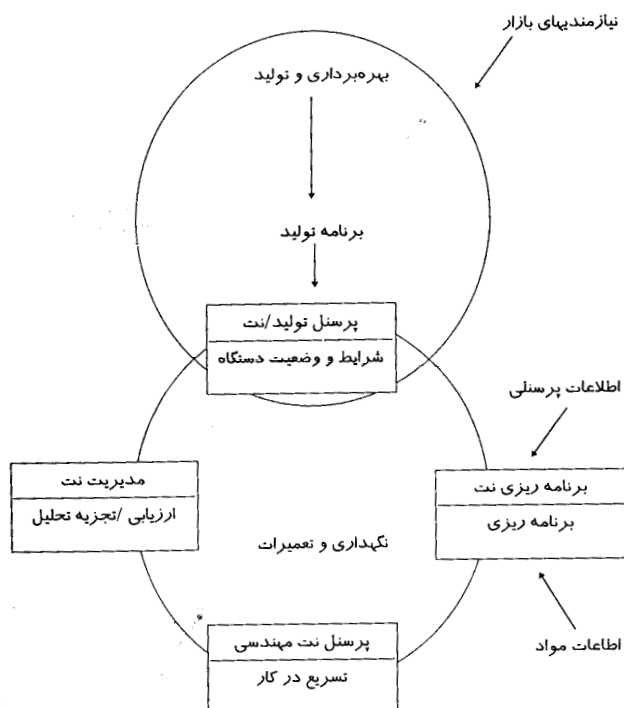 نیازمندیهای بازار
بهره‌برداری و تولید
برنامه تولید
پرسنل تولید/نت
شرایط و وضعیت دستگاه
اطلاعات پرسنلی
مدیریت نت
ارزیابی /تجزیه تحلیل
برنامه ریزی نت
برنامه ریزی
نگهداری و تعمیرات
پرسنل نت مهندسی
تسریع در کار
اطاعات مواد